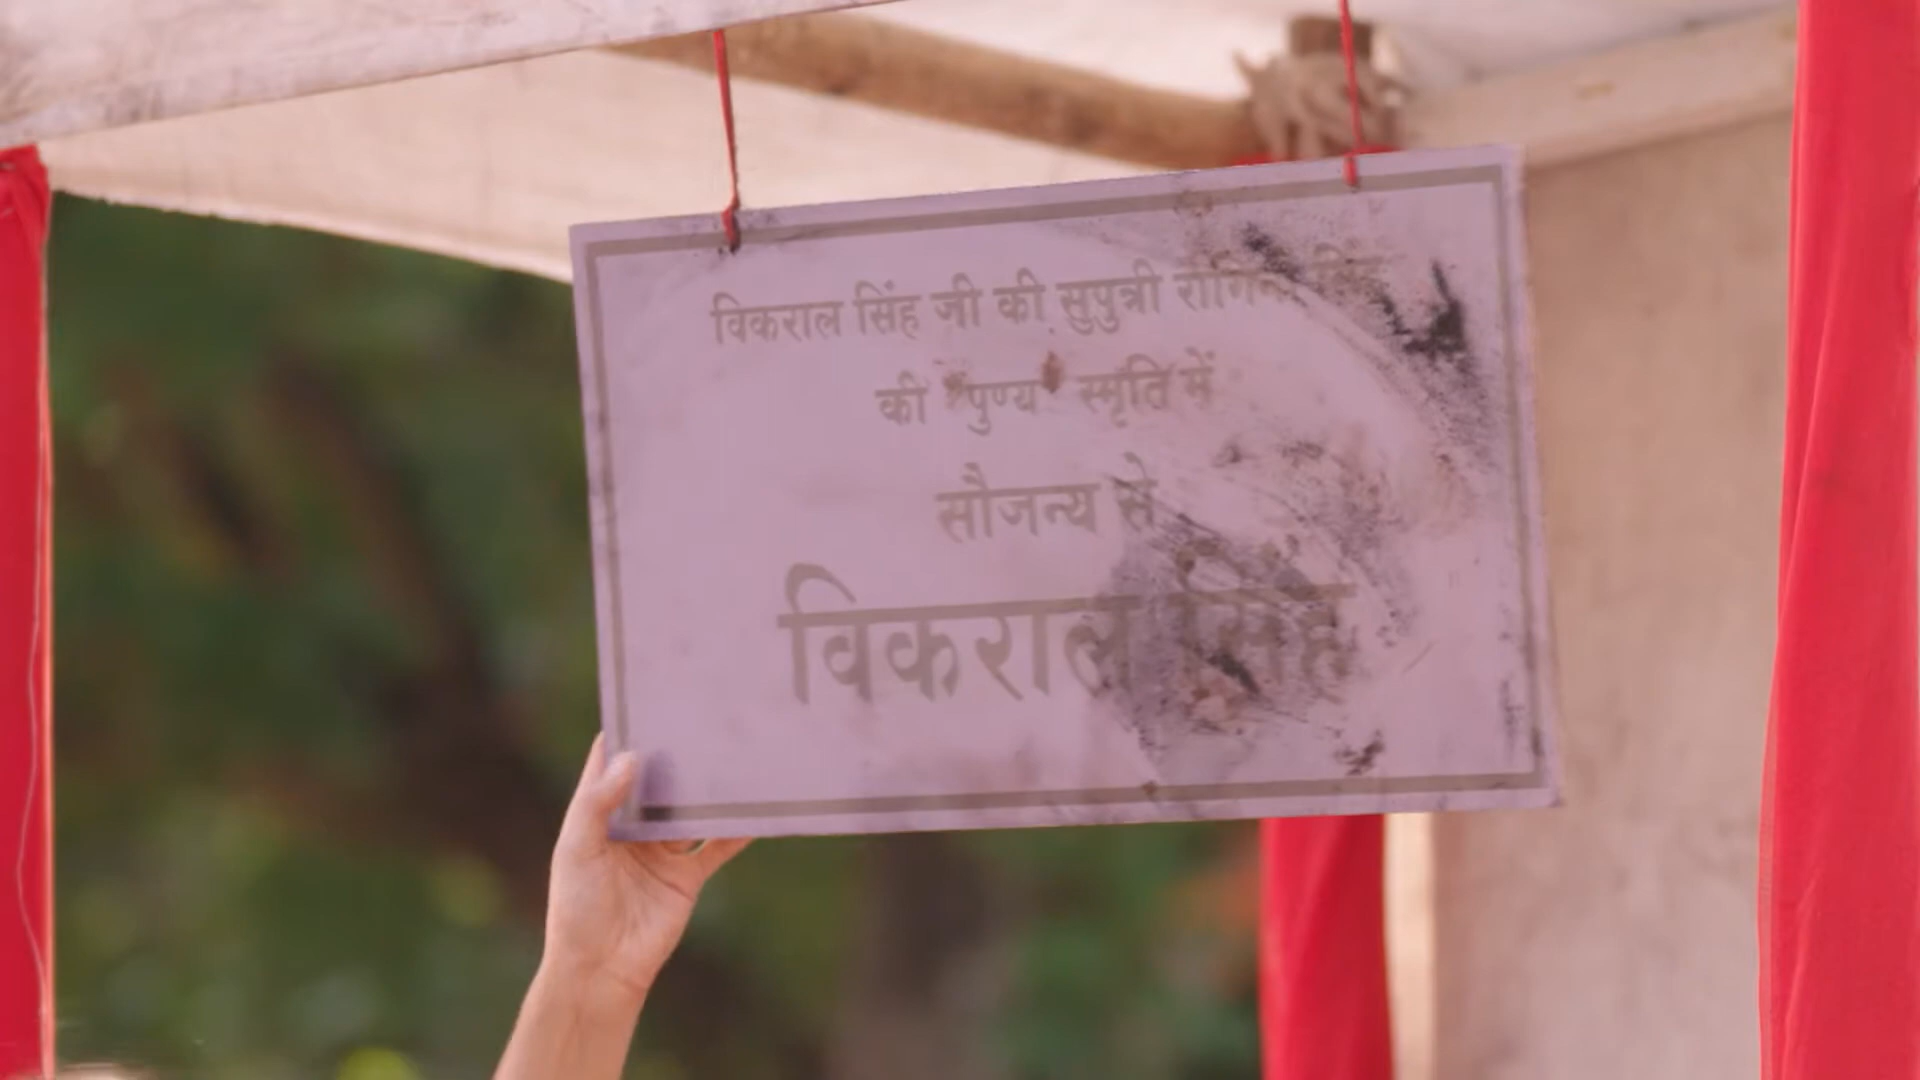 विकराल सिंह जी की सुपुत्री
की पुण्य स्मृति में
सौजन्य से
विकराल सिंह